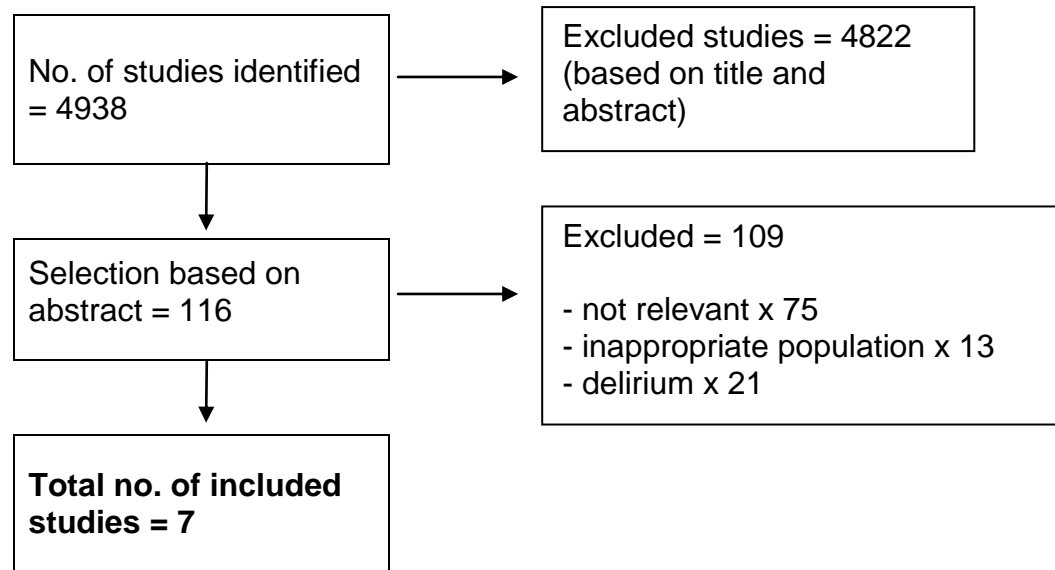 No. of studies identified
= 4938
Excluded studies = 4822
(based on title and
abstract)
Selection based on
abstract = 116
Excluded = 109
- not relevant x 75
- inappropriate population x 13
- delirium x 21
Total no. of included
studies = 7